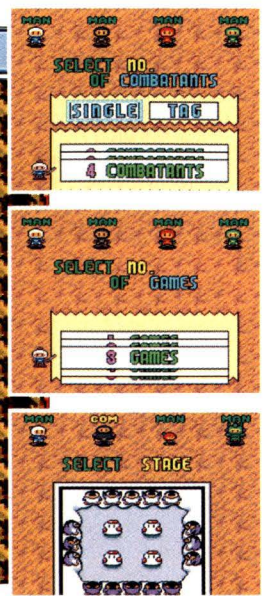 MAN MAN MAN MAN
SELECT NO.
OF COMBATANTS
SINGLE TAG
4 COMBATANTS
MAN MAN MAN MAN
SELECT NO.
OF GAMES
3 GAMES
MAN COM MAN MAN
SELECT STAGE